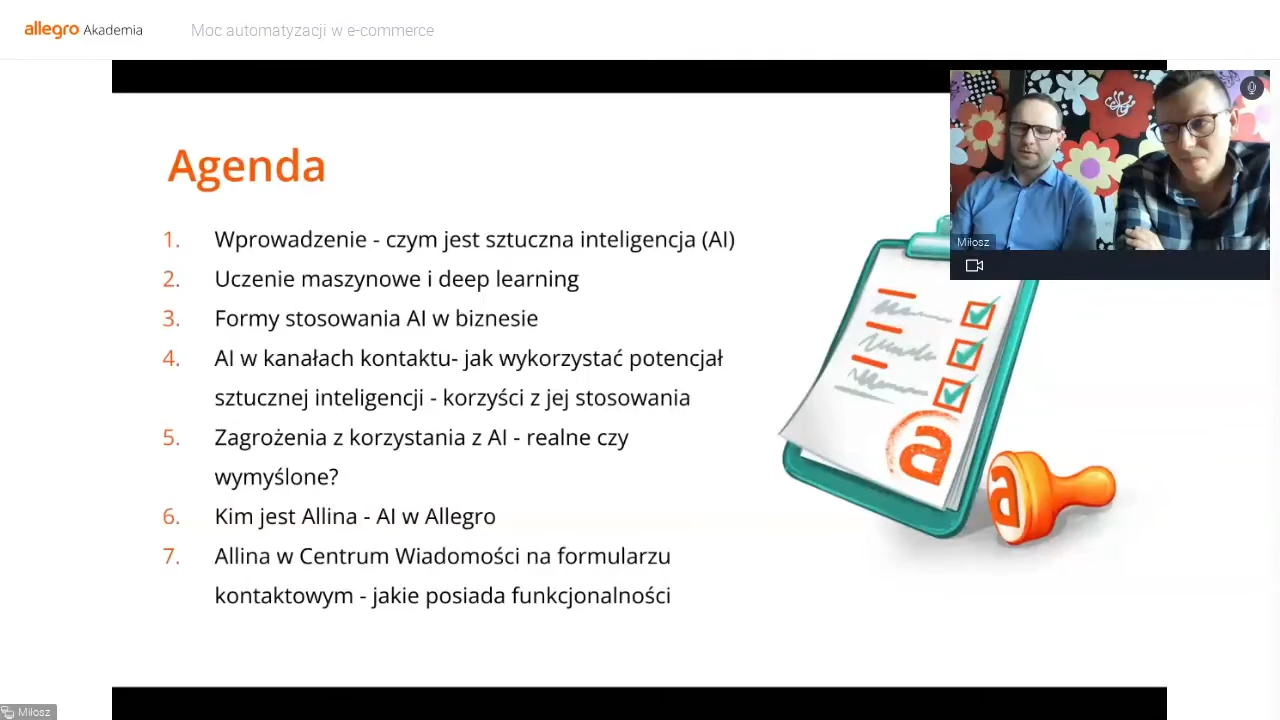 allegro Akademia
Moc automatyzacji w e-commerce
Agenda
1. Wprowadzenie - czym jest sztuczna inteligencja (AI)
2. Uczenie maszynowe i deep learning
3. Formy stosowania AI w biznesie
4. AI w kanałach kontaktu- jak wykorzystać potencjał
sztucznej inteligencji - korzyści z jej stosowania
5. Zagrożenia z korzystania z AI - realne czy
wymyślone?
6. Kim jest Allina - AI w Allegro
7. Allina w Centrum Wiadomości na formularzu
kontaktowym - jakie posiada funkcjonalności
Miłosz
a
a
Miłosz